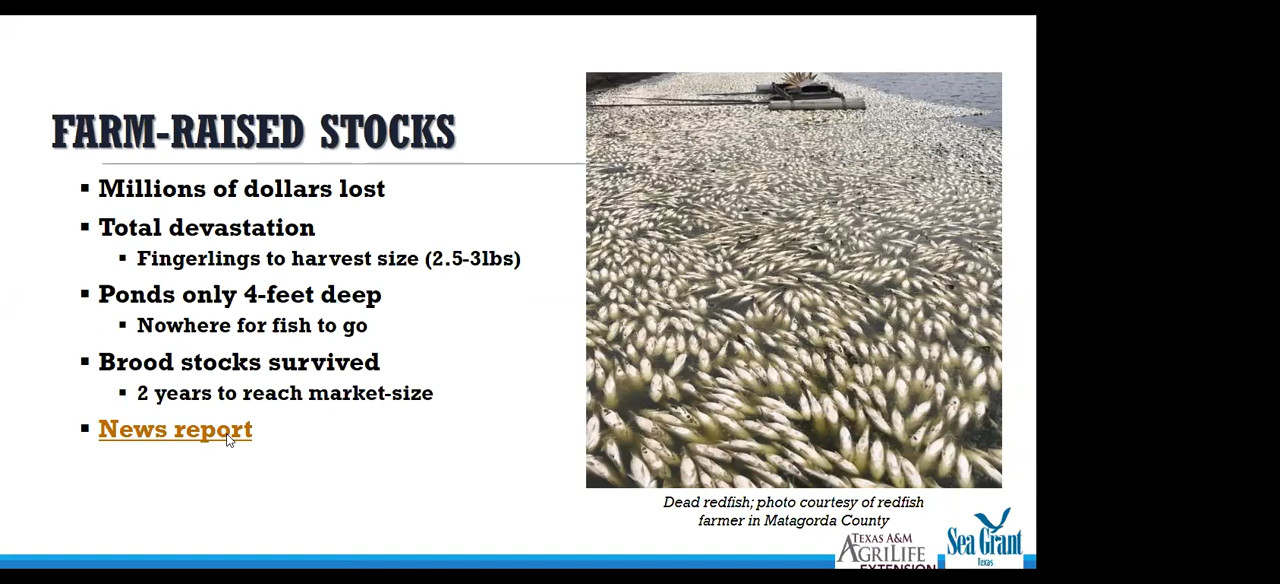 FARM-RAISED STOCKS
▪ Millions of dollars lost
▪ Total devastation
▪ Fingerlings to harvest size (2.5-3lbs)
▪ Ponds only 4-feet deep
▪ Nowhere for fish to go
▪ Brood stocks survived
▪ 2 years to reach market-size
▪ News report
Dead redfish; photo courtesy of redfish
farmer in Matagorda County
TEXAS A&M
AGRILIFE
EXTENSION
Sea Grant
Texas